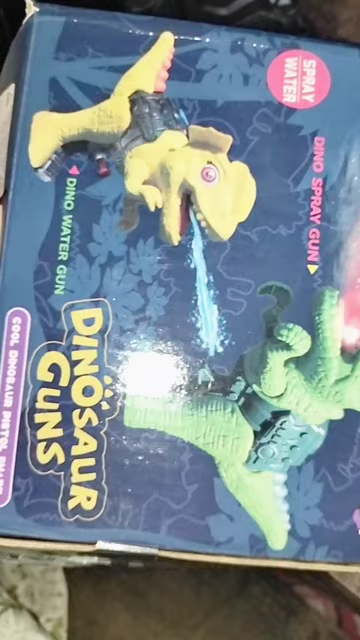 SPRAY
WATER
DINO SPRAY GUN
DINO WATER GUN
DINOSAUR
GUNS
COOL DINOSAUR PISTOL